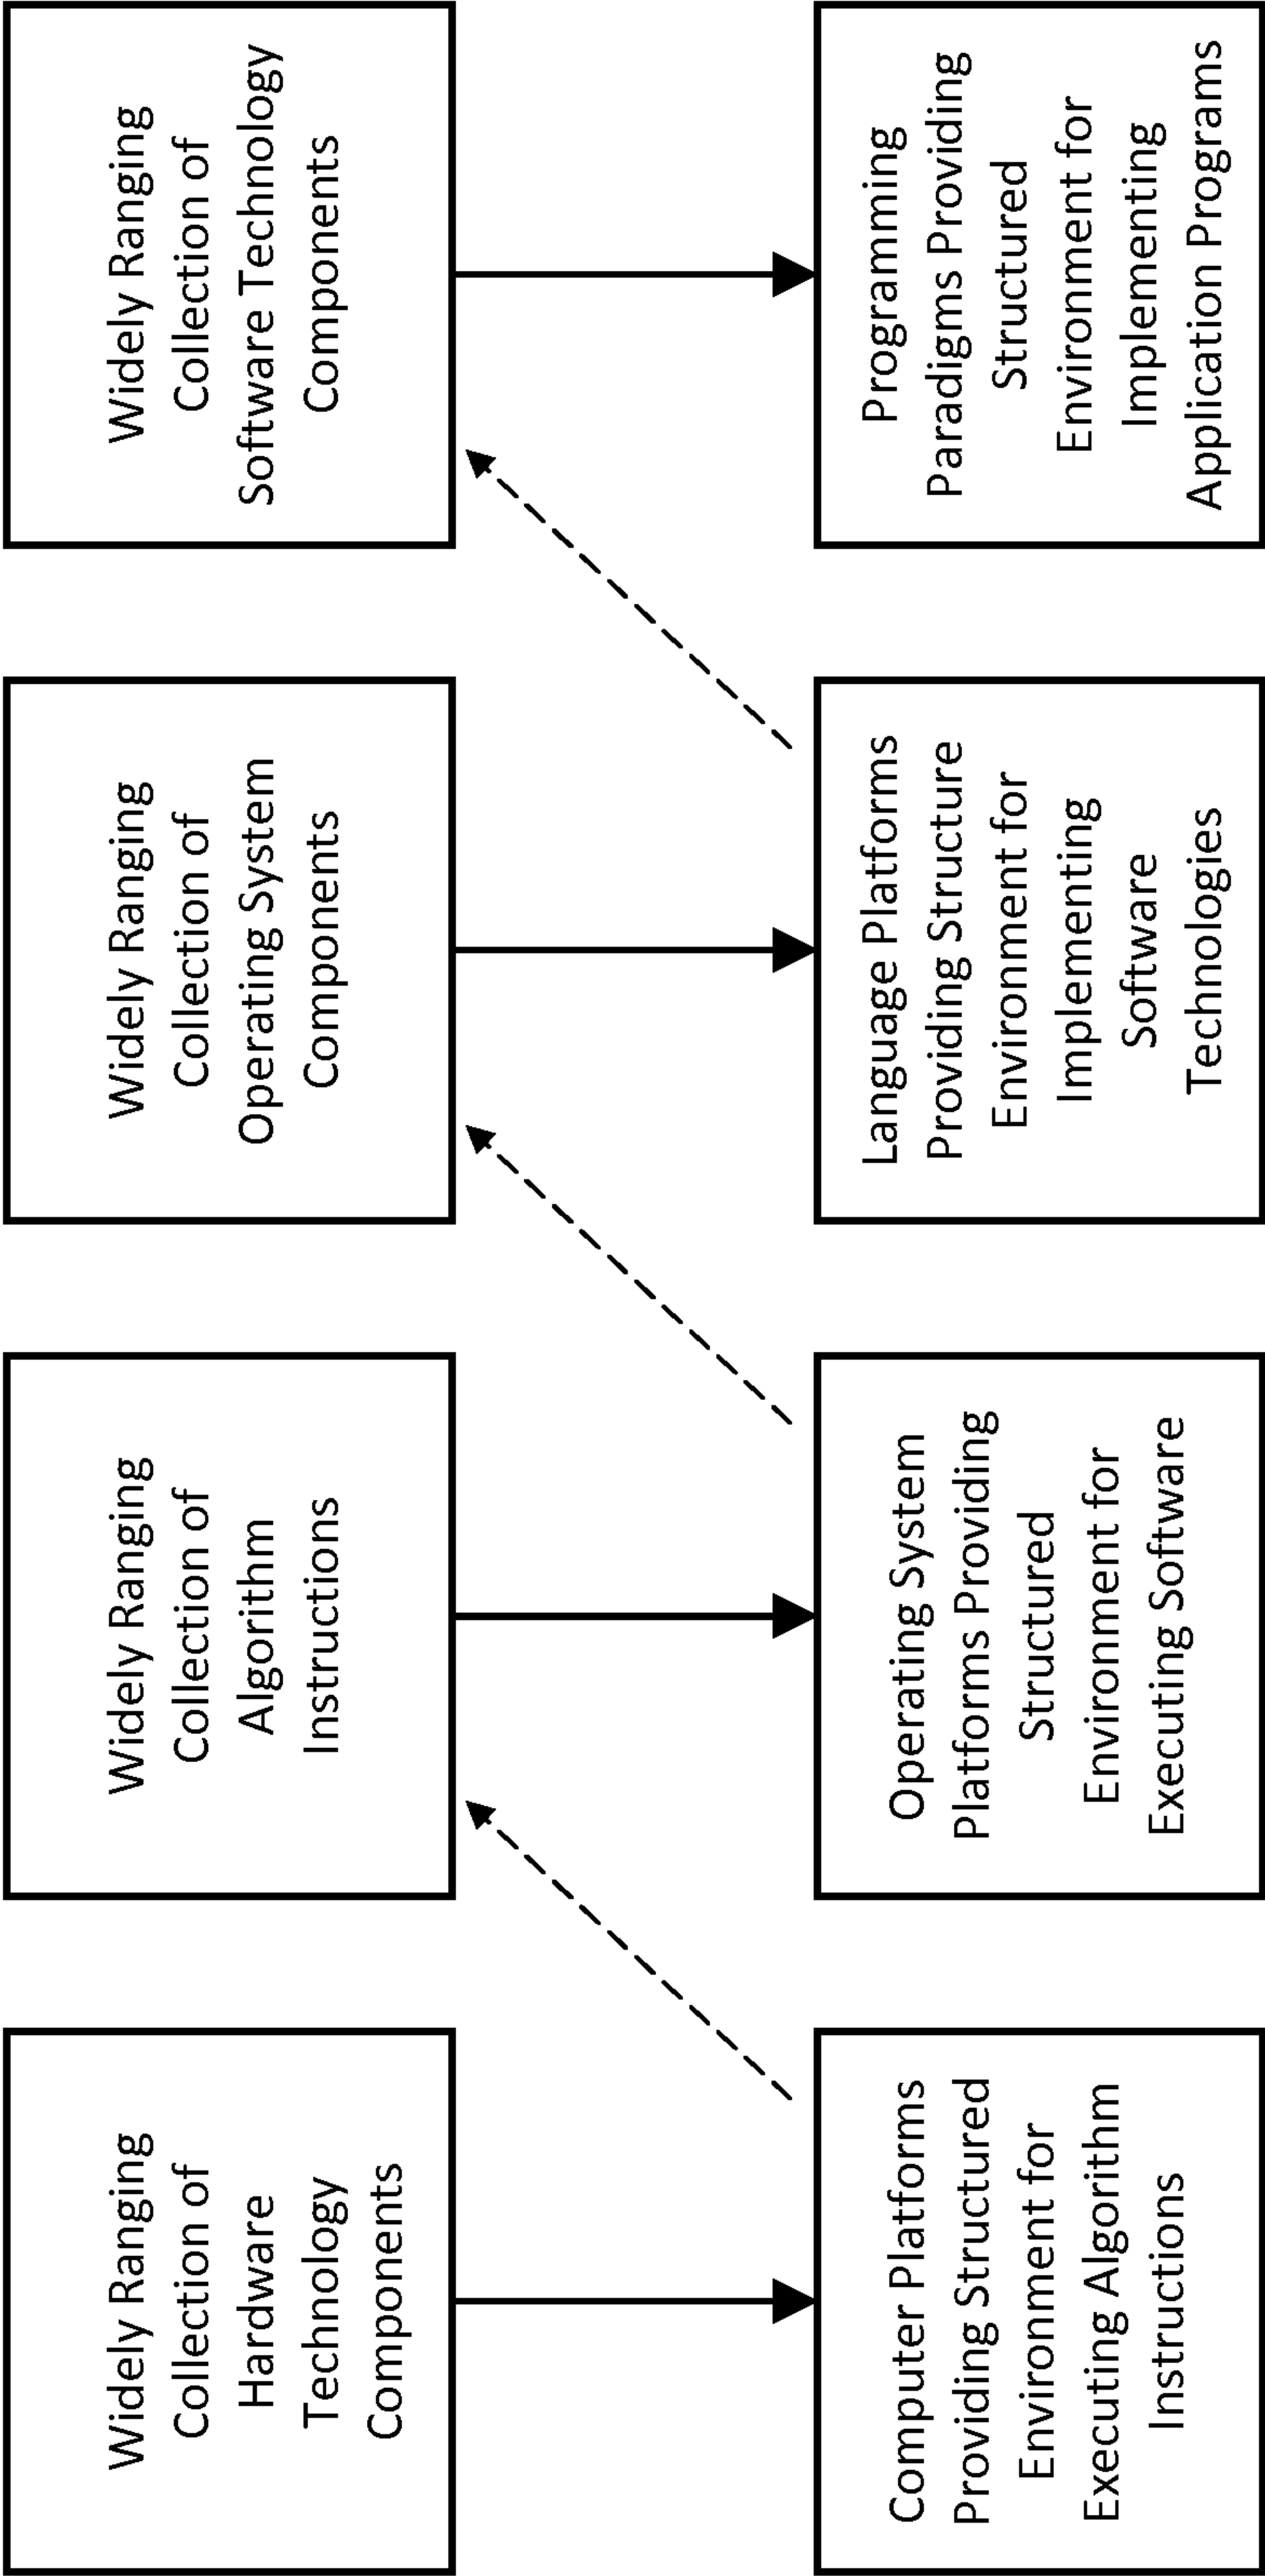 Widely Ranging
Collection of
Hardware
Technology
Components
Widely Ranging
Collection of
Algorithm
Instructions
Widely Ranging
Collection of
Operating System
Components
Widely Ranging
Collection of
Software Technology
Components
Computer Platforms
Providing Structured
Environment for
Executing Algorithm
Instructions
Operating System
Platforms Providing
Structured
Environment for
Executing Software
Language Platforms
Providing Structure
Environment for
Implementing
Software
Technologies
Programming
Paradigms Providing
Structured
Environment for
Implementing
Application Programs